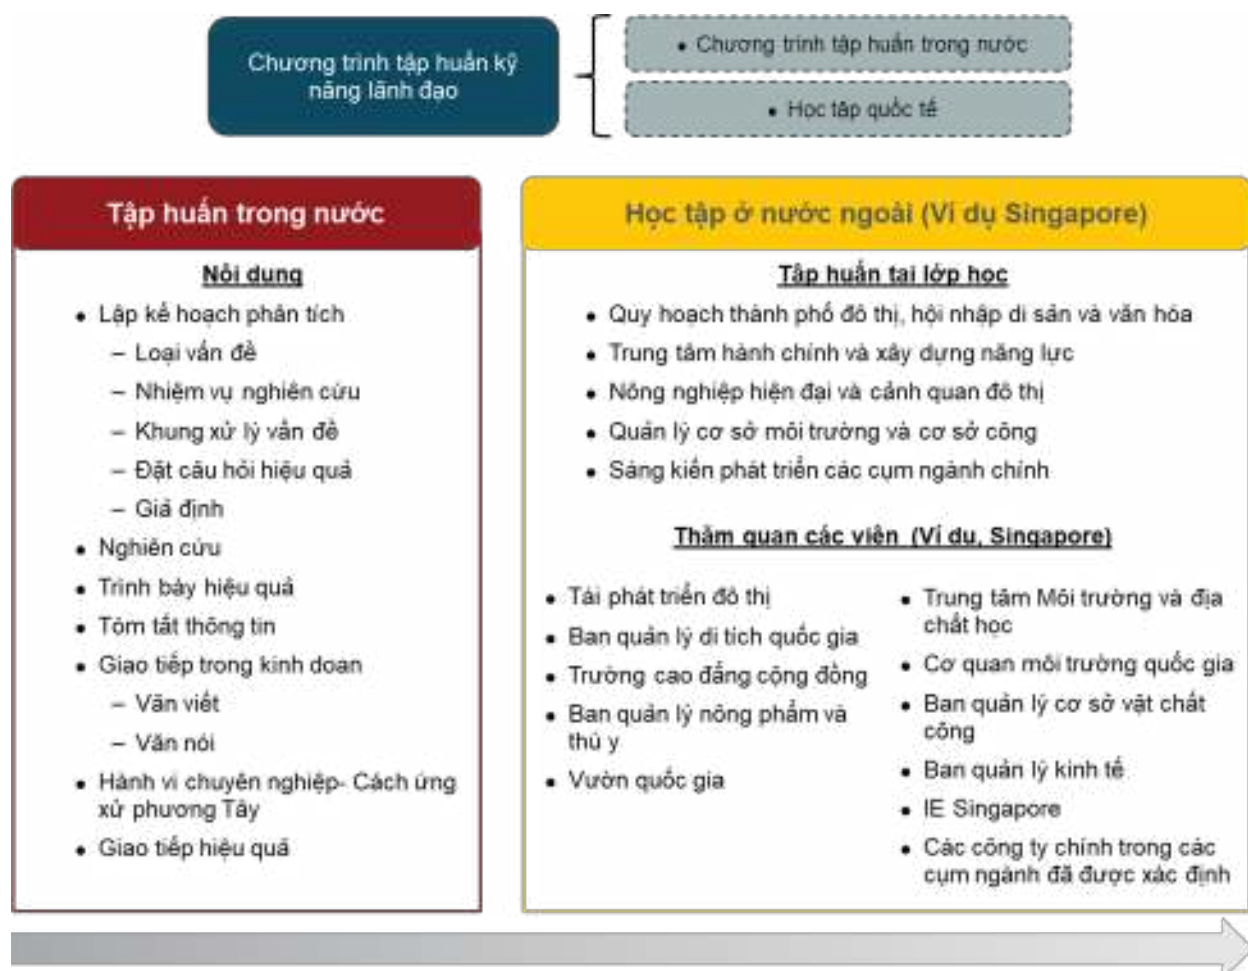 Chương trình tập huấn kỹ
năng lãnh đạo
• Chương trình tập huấn trong nước
• Học tập quốc tế
Tập huấn trong nước
Nội dung
• Lập kế hoạch phân tích
– Loại vấn đề
– Nhiệm vụ nghiên cứu
– Khung xử lý vấn đề
– Đặt câu hỏi hiệu quả
– Giả định
• Nghiên cứu
• Trình bày hiệu quả
• Tóm tắt thông tin
• Giao tiếp trong kinh doan
– Văn viết
– Văn nói
• Hành vi chuyên nghiệp- Cách ứng
xử phương Tây
• Giao tiếp hiệu quả
Học tập ở nước ngoài (Ví dụ Singapore)
Tập huấn tại lớp học
• Quy hoạch thành phố đô thị, hội nhập di sản và văn hóa
• Trung tâm hành chính và xây dựng năng lực
• Nông nghiệp hiện đại và cảnh quan đô thị
• Quản lý cơ sở môi trường và cơ sở công
• Sáng kiến phát triển các cụm ngành chính
Thăm quan các viện (Ví dụ, Singapore)
• Tái phát triển đô thị
• Ban quản lý di tích quốc gia
• Trường cao đẳng cộng đồng
• Ban quản lý nông phẩm và
thú y
• Vườn quốc gia
• Trung tâm Môi trường và địa
chất học
• Cơ quan môi trường quốc gia
• Ban quản lý cơ sở vật chất
công
• Ban quản lý kinh tế
• IE Singapore
• Các công ty chính trong các
cụm ngành đã được xác định